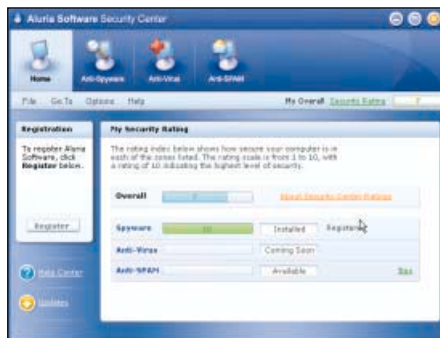 Aluria Software Security Center
Home
Anti-Spyware
Anti-Virus
Anti-SPAM
File Go To Options Help
My Overall Security Rating
Registration
To register Aluria
Software, click
Register below.
Register
Help Center
Updates
My Security Rating
The rating index below shows how secure your computer is in
each of the zones listed. The rating scale is from 1 to 10, with
a rating of 10 indicating the highest level of security.
Overall
About Security Center Ratings
Spyware 10 Installed Register
Anti-Virus Coming Soon
Anti-SPAM Available Buy